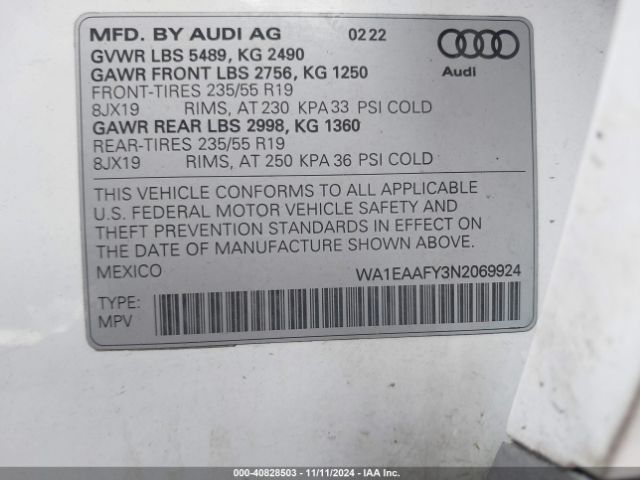 MFD. BY AUDI AG 02 22
GVWR LBS 5489, KG 2490
GAWR FRONT LBS 2756, KG 1250
FRONT-TIRES 235/55 R19
8JX19 RIMS, AT 230 KPA 33 PSI COLD
GAWR REAR LBS 2998, KG 1360
REAR-TIRES 235/55 R19
8JX19 RIMS, AT 250 KPA 36 PSI COLD
Audi
THIS VEHICLE CONFORMS TO ALL APPLICABLE
U.S. FEDERAL MOTOR VEHICLE SAFETY AND
THEFT PREVENTION STANDARDS IN EFFECT ON
THE DATE OF MANUFACTURE SHOWN ABOVE.
MEXICO WA1EAAFY3N2069924
TYPE:
MPV
000-40828503 - 11/11/2024 - IAA Inc.